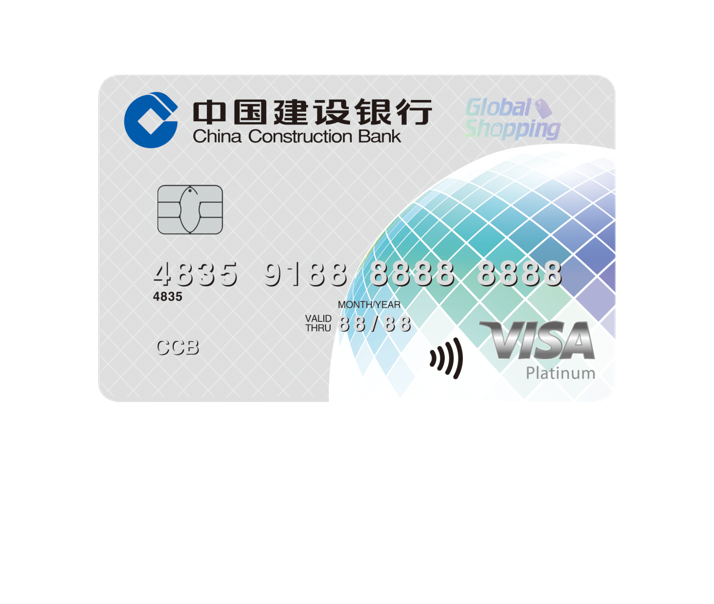 中国建设银行
China Construction Bank
Global
Shopping
4835 9188 8888 8888
4835
MONTH/YEAR
VALID
THRU
88/88
CCB
VISA
Platinum